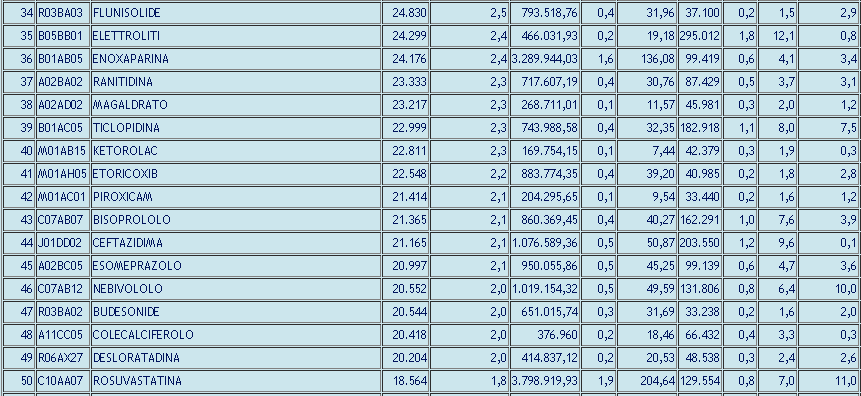 34 R03BA03 FLUNISOLIDE 24.830 2,5 793.518,76 0,4 31,96 37.100 0,2 1,5 2,9
35 B05BB01 ELETTROLITI 24.299 2,4 466.031,93 0,2 19,18 295.012 1,8 12,1 0,8
36 B01AB05 ENOXAPARINA 24.176 2,4 3.289.944,03 1,6 136,08 99.419 0,6 4,1 3,4
37 A02BA02 RANITIDINA 23.333 2,3 717.607,19 0,4 30,76 87.429 0,5 3,7 3,1
38 A02AD02 MAGALDRATO 23.217 2,3 268.711,01 0,1 11,57 45.981 0,3 2,0 1,2
39 B01AC05 TICLOPIDINA 22.999 2,3 743.988,58 0,4 32,35 182.918 1,1 8,0 7,5
40 M01AB15 KETOROLAC 22.811 2,3 169.754,15 0,1 7,44 42.379 0,3 1,9 0,3
41 M01AH05 ETORICOXIB 22.548 2,2 883.774,35 0,4 39,20 40.985 0,2 1,8 2,8
42 M01AC01 PIROXICAM 21.414 2,1 204.295,65 0,1 9,54 33.440 0,2 1,6 1,2
43 C07AB07 BISOPROLOLO 21.365 2,1 860.369,45 0,4 40,27 162.291 1,0 7,6 3,9
44 J01DD02 CEFTAZIDIMA 21.165 2,1 1.076.589,36 0,5 50,87 203.550 1,2 9,6 0,1
45 A02BC05 ESOMEPRAZOLO 20.997 2,1 950.055,86 0,5 45,25 99.139 0,6 4,7 3,6
46 C07AB12 NEBIVOLOLO 20.552 2,0 1.019.154,32 0,5 49,59 131.806 0,8 6,4 10,0
47 R03BA02 BUDESONIDE 20.544 2,0 651.015,74 0,3 31,69 33.238 0,2 1,6 2,0
48 A11CC05 COLECALCIFEROLO 20.418 2,0 376.960 0,2 18,46 66.432 0,4 3,3 0,3
49 R06AX27 DESLORATADINA 20.204 2,0 414.837,12 0,2 20,53 48.538 0,3 2,4 2,6
50 C10AA07 ROSUVASTATINA 18.564 1,8 3.798.919,93 1,9 204,64 129.554 0,8 7,0 11,0